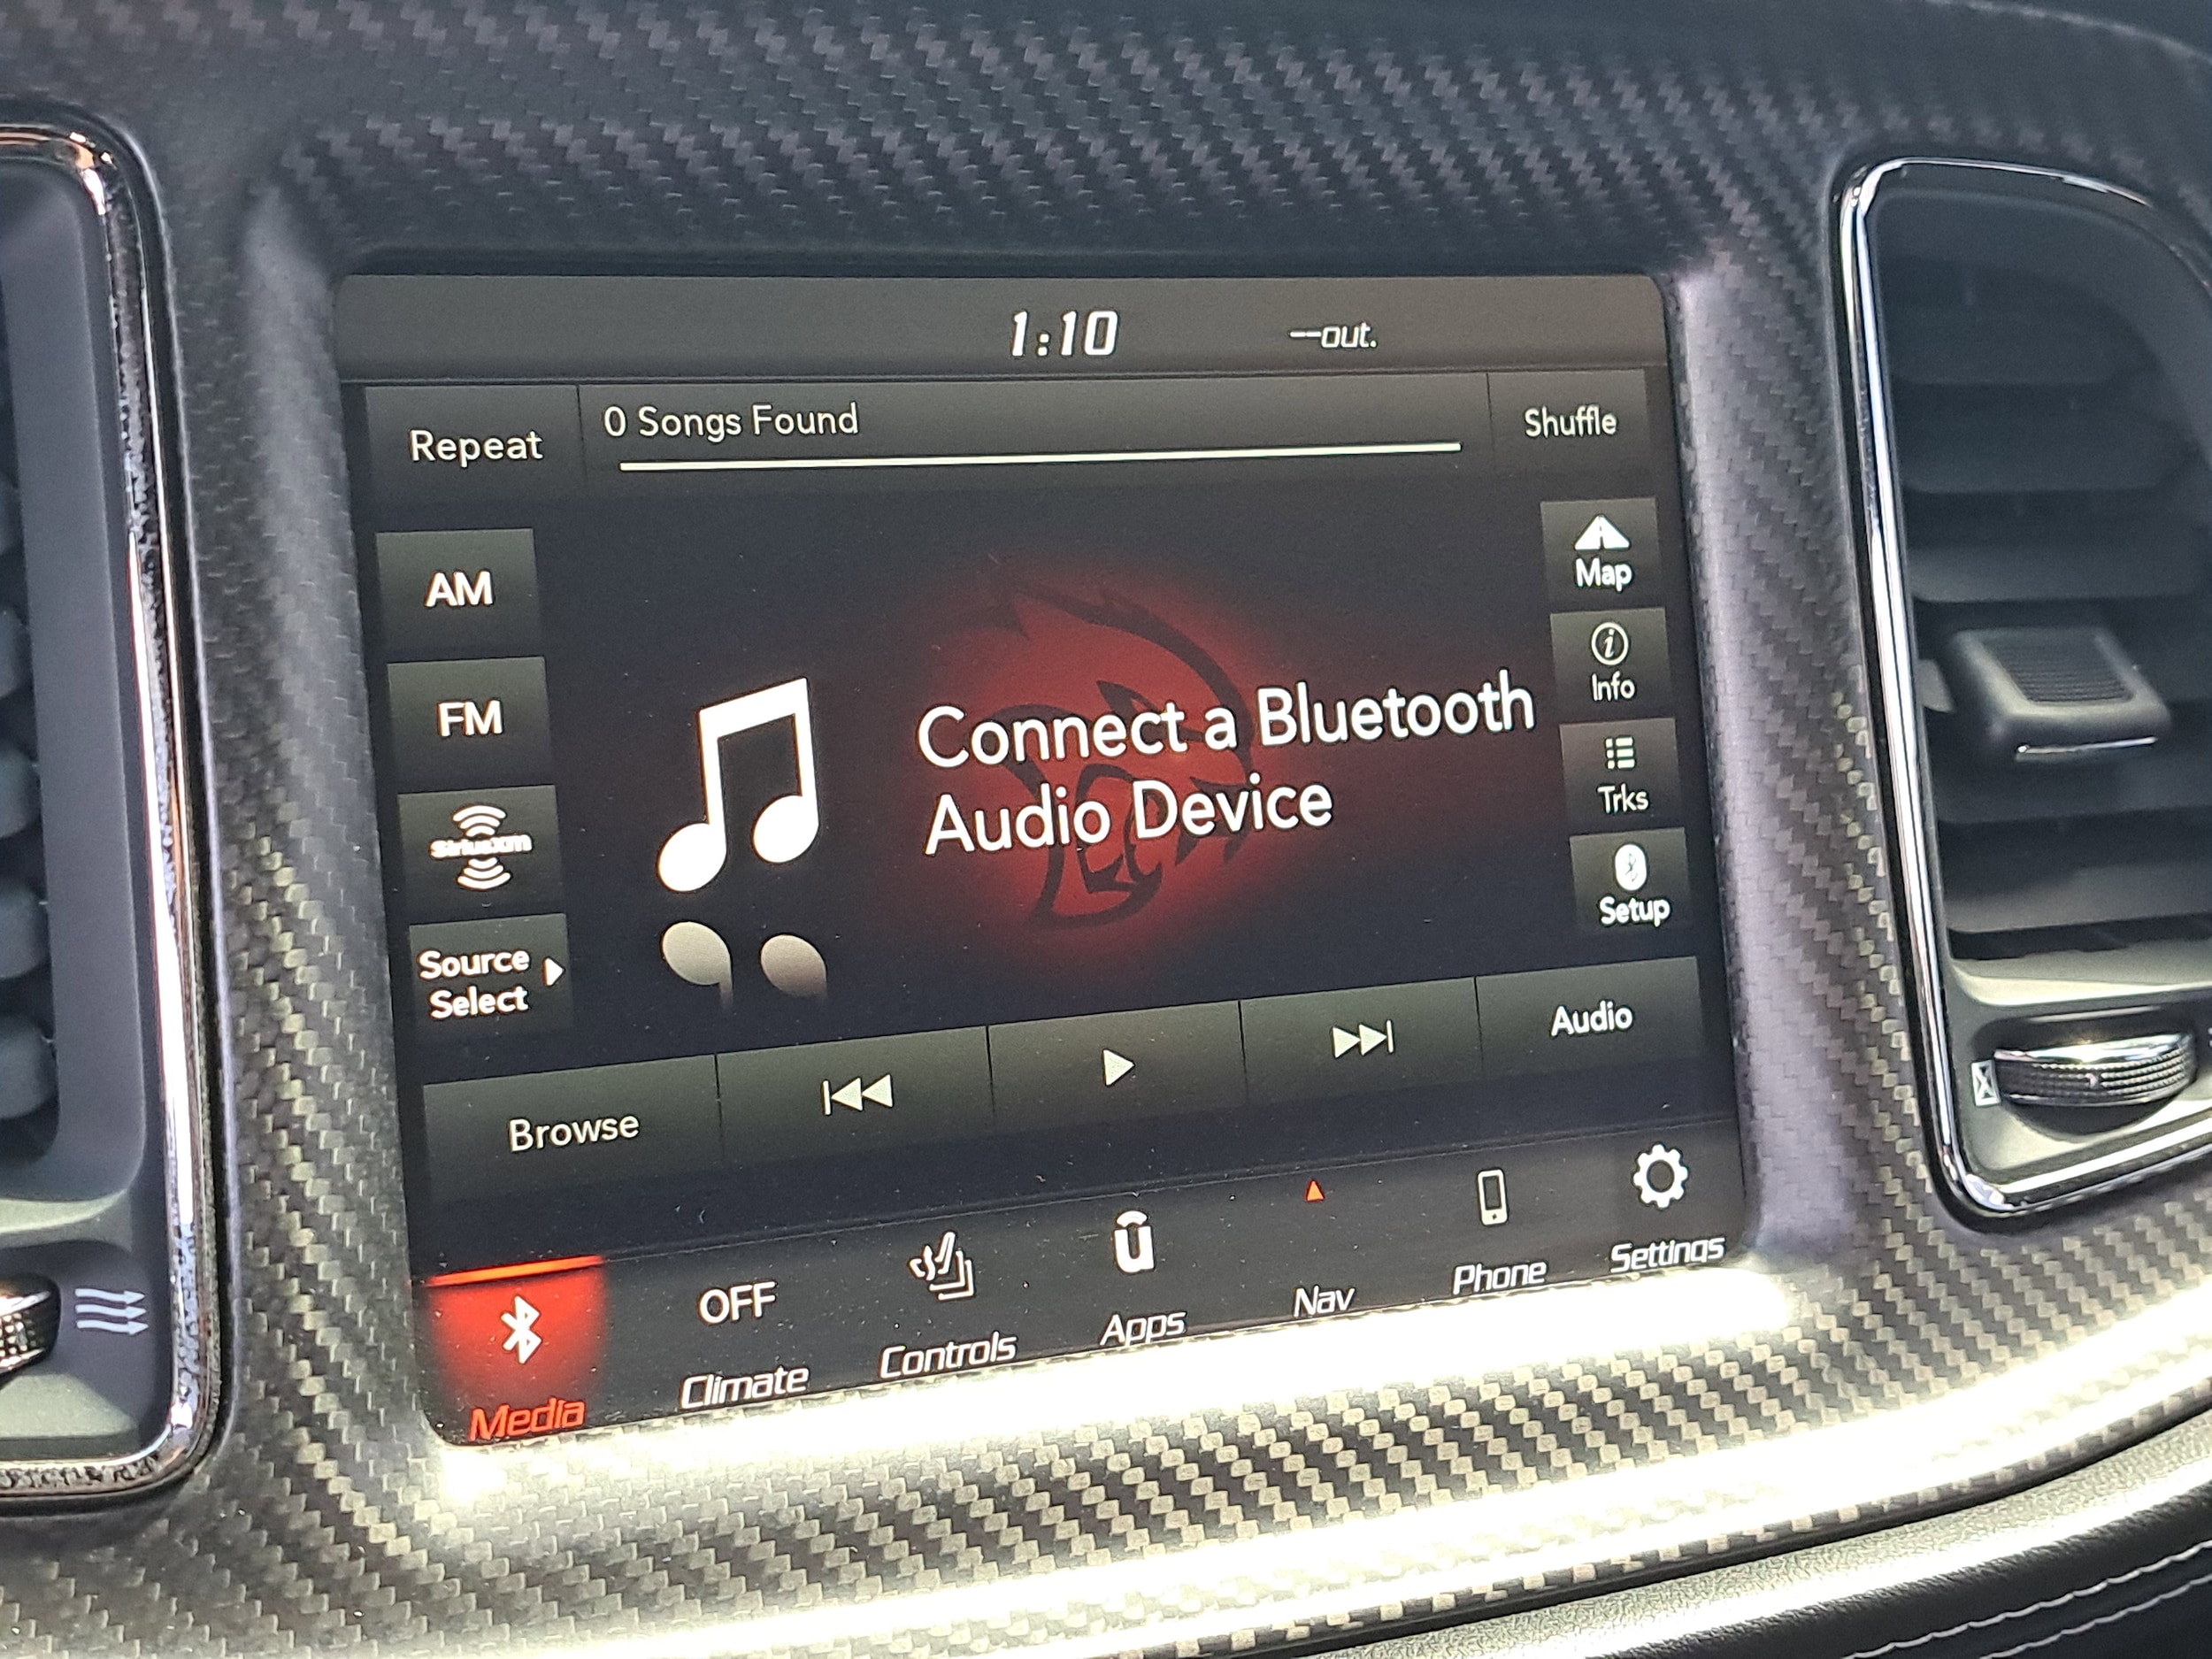 1:10
--out.
Repeat
0 Songs Found
Shuffle
AM
FM
SiriusXM
Source
Select
Connect a Bluetooth
Audio Device
Map
Info
Trks
Setup
Browse
Audio
OFF
Media
Climate
Controls
Apps
Nav
Phone
Settings